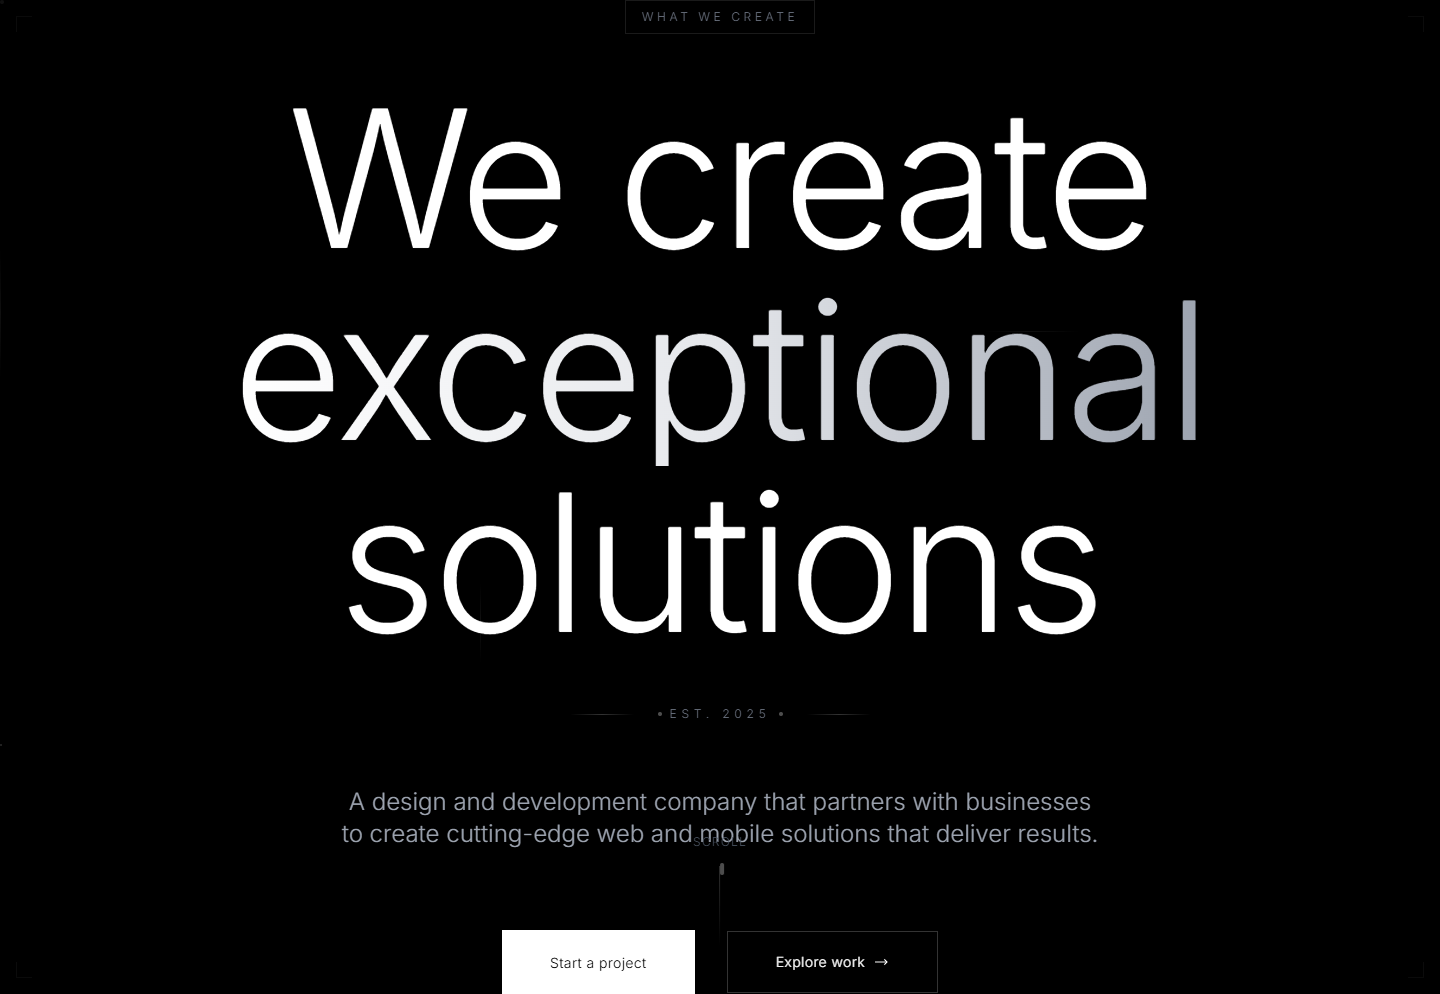 WHAT WE CREATE
We create
exceptional
solutions
• EST. 2025 •
A design and development company that partners with businesses
to create cutting-edge web and mobile solutions that deliver results.
SCROLL
Start a project
Explore work →